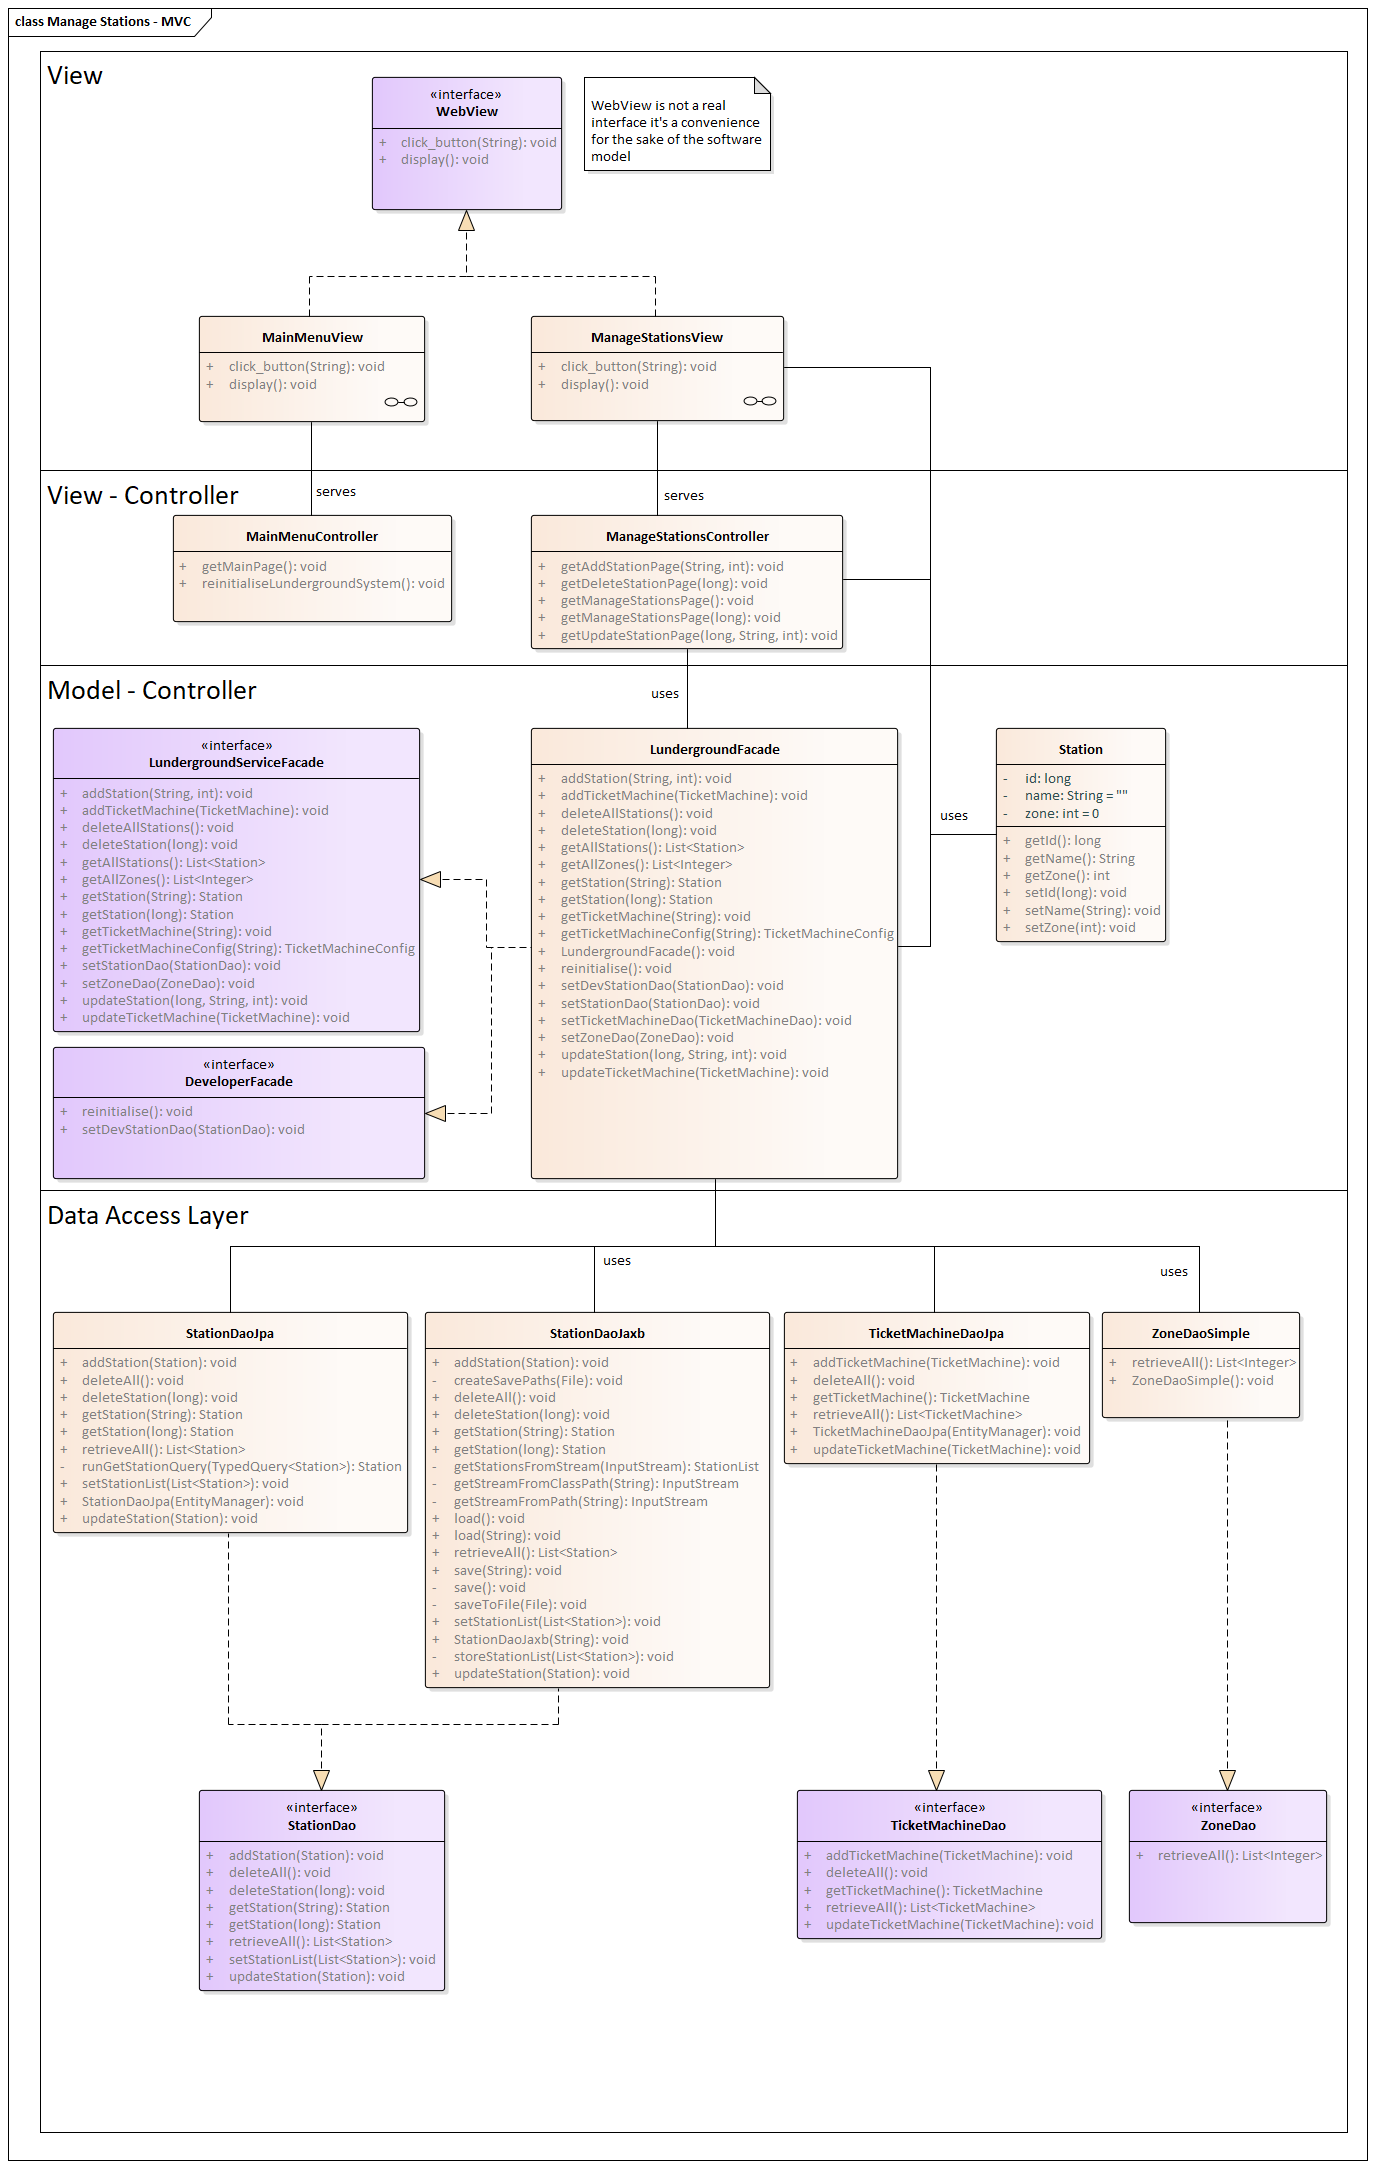 class Manage Stations - MVC
View
«interface»
WebView
+ click_button(String): void
+ display(): void
WebView is not a real
interface it's a convenience
for the sake of the software
model
MainMenuView
+ click_button(String): void
+ display(): void
ManageStationsView
+ click_button(String): void
+ display(): void
View - Controller
serves
serves
MainMenuController
+ getMainPage(): void
+ reinitialiseLundergroundSystem(): void
ManageStationsController
+ getAddStationPage(String, int): void
+ getDeleteStationPage(long): void
+ getManageStationsPage(): void
+ getManageStationsPage(long): void
+ getUpdateStationPage(long, String, int): void
Model - Controller
uses
«interface»
LundergroundServiceFacade
+ addStation(String, int): void
+ addTicketMachine(TicketMachine): void
+ deleteAllStations(): void
+ deleteStation(long): void
+ getAllStations(): List<Station>
+ getAllZones(): List<Integer>
+ getStation(String): Station
+ getStation(long): Station
+ getTicketMachine(String): void
+ getTicketMachineConfig(String): TicketMachineConfig
+ setStationDao(StationDao): void
+ setZoneDao(ZoneDao): void
+ updateStation(long, String, int): void
+ updateTicketMachine(TicketMachine): void
«interface»
DeveloperFacade
+ reinitialise(): void
+ setDevStationDao(StationDao): void
LundergroundFacade
+ addStation(String, int): void
+ addTicketMachine(TicketMachine): void
+ deleteAllStations(): void
+ deleteStation(long): void
+ getAllStations(): List<Station>
+ getAllZones(): List<Integer>
+ getStation(String): Station
+ getStation(long): Station
+ getTicketMachine(String): void
+ getTicketMachineConfig(String): TicketMachineConfig
+ LundergroundFacade(): void
+ reinitialise(): void
+ setDevStationDao(StationDao): void
+ setStationDao(StationDao): void
+ setTicketMachineDao(TicketMachineDao): void
+ setZoneDao(ZoneDao): void
+ updateStation(long, String, int): void
+ updateTicketMachine(TicketMachine): void
uses
Station
- id: long
- name: String = ""
- zone: int = 0
+ getId(): long
+ getName(): String
+ getZone(): int
+ setId(long): void
+ setName(String): void
+ setZone(int): void
Data Access Layer
uses
uses
StationDaoJpa
+ addStation(Station): void
+ deleteAll(): void
+ deleteStation(long): void
+ getStation(String): Station
+ getStation(long): Station
+ retrieveAll(): List<Station>
- runGetStationQuery(TypedQuery<Station>): Station
+ setStationList(List<Station>): void
+ StationDaoJpa(EntityManager): void
+ updateStation(Station): void
StationDaoJaxb
+ addStation(Station): void
- createSavePaths(File): void
+ deleteAll(): void
+ deleteStation(long): void
+ getStation(String): Station
+ getStation(long): Station
- getStationsFromStream(InputStream): StationList
- getStreamFromClassPath(String): InputStream
- getStreamFromPath(String): InputStream
+ load(): void
+ load(String): void
+ retrieveAll(): List<Station>
+ save(String): void
- save(): void
- saveToFile(File): void
+ setStationList(List<Station>): void
+ StationDaoJaxb(String): void
- storeStationList(List<Station>): void
+ updateStation(Station): void
TicketMachineDaoJpa
+ addTicketMachine(TicketMachine): void
+ deleteAll(): void
+ getTicketMachine(): TicketMachine
+ retrieveAll(): List<TicketMachine>
+ TicketMachineDaoJpa(EntityManager): void
+ updateTicketMachine(TicketMachine): void
ZoneDaoSimple
+ retrieveAll(): List<Integer>
+ ZoneDaoSimple(): void
«interface»
StationDao
+ addStation(Station): void
+ deleteAll(): void
+ deleteStation(long): void
+ getStation(String): Station
+ getStation(long): Station
+ retrieveAll(): List<Station>
+ setStationList(List<Station>): void
+ updateStation(Station): void
«interface»
TicketMachineDao
+ addTicketMachine(TicketMachine): void
+ deleteAll(): void
+ getTicketMachine(): TicketMachine
+ retrieveAll(): List<TicketMachine>
+ updateTicketMachine(TicketMachine): void
«interface»
ZoneDao
+ retrieveAll(): List<Integer>